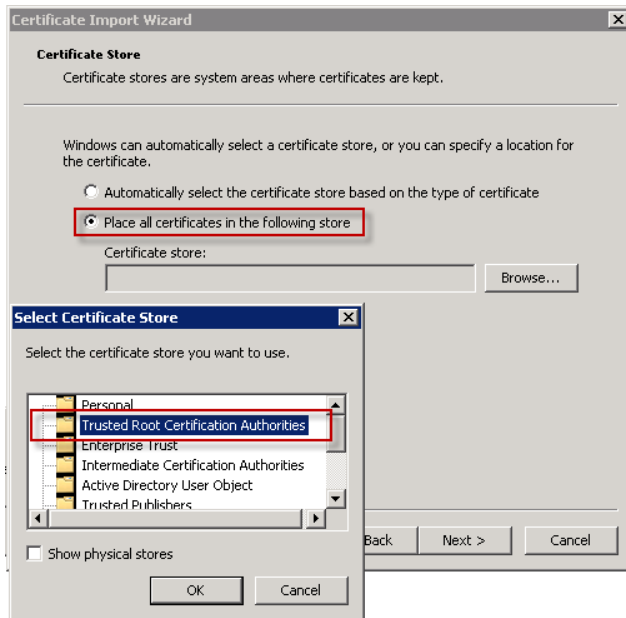 Certificate Import Wizard
Certificate Store
Certificate stores are system areas where certificates are kept.
Windows can automatically select a certificate store, or you can specify a location for
the certificate.
Automatically select the certificate store based on the type of certificate
Place all certificates in the following store
Certificate store:
Browse...
Select Certificate Store
Select the certificate store you want to use.
Personal
Trusted Root Certification Authorities
Enterprise Trust
Intermediate Certification Authorities
Active Directory User Object
Trusted Publishers
Show physical stores
OK
Cancel
Back
Next >
Cancel